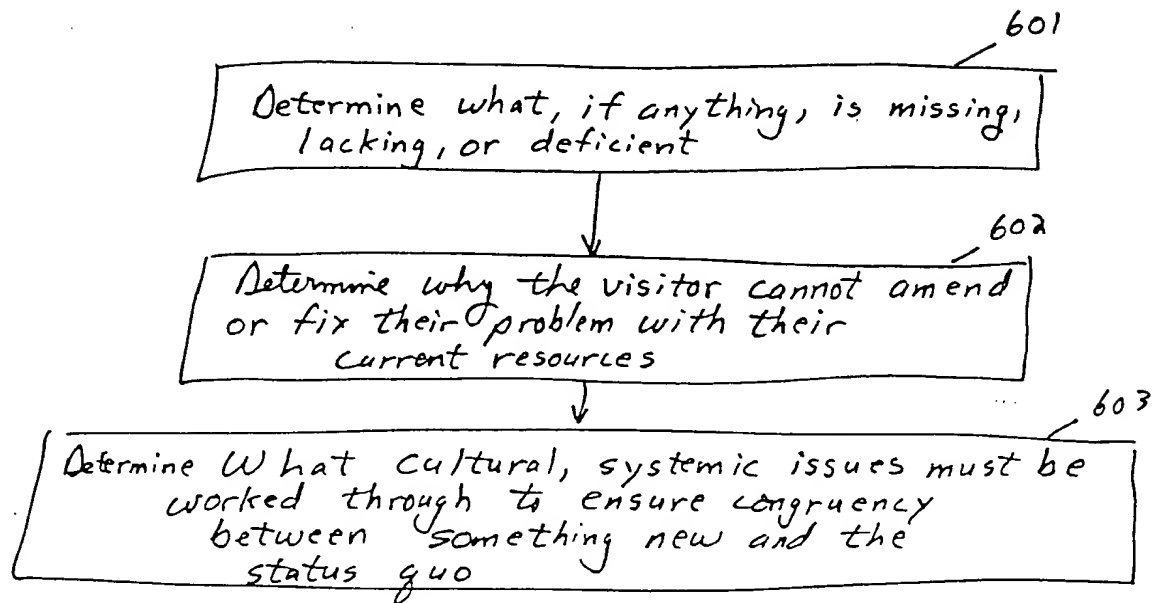 601
Determine what, if anything, is missing,
lacking, or deficient
602
Determine why the visitor cannot amend
or fix their problem with their
current resources
603
Determine What cultural, systemic issues must be
worked through to ensure congruency
between something new and the
status quo